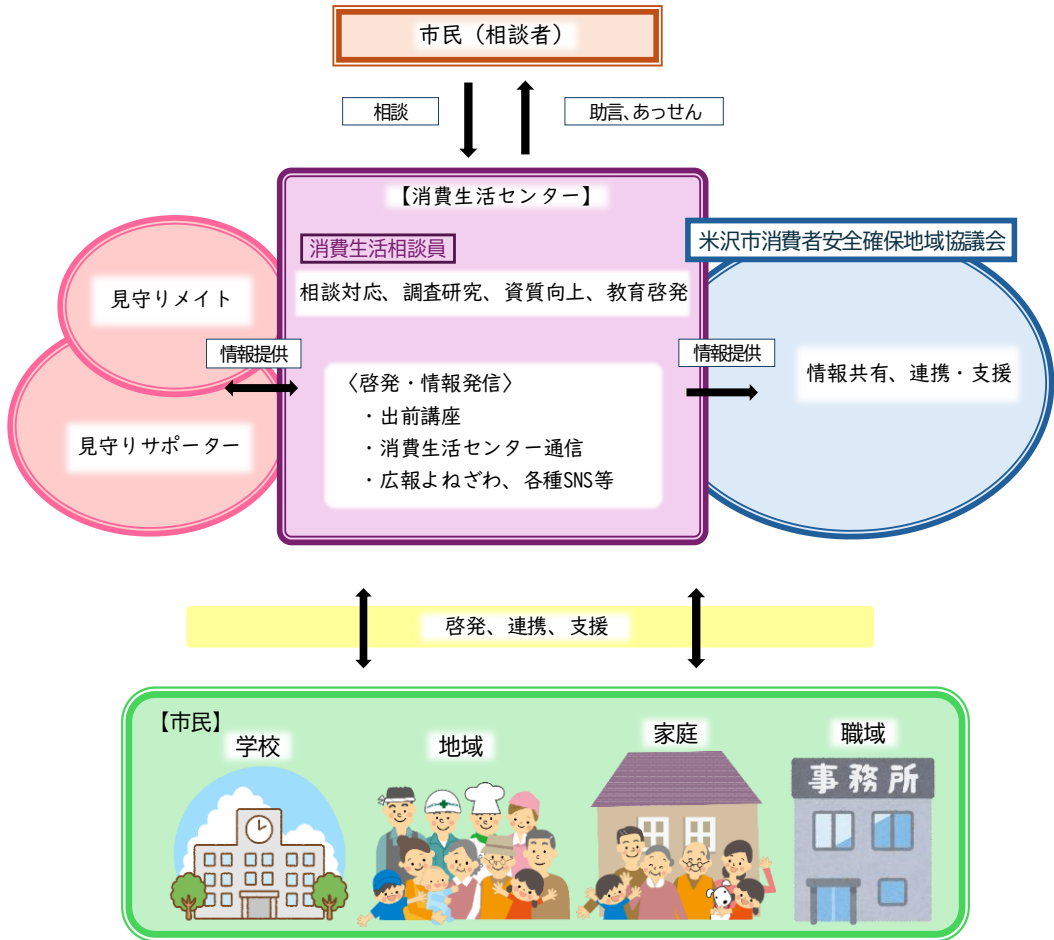 市民（相談者）
相談
助言、あっせん
【消費生活センター】
消費生活相談員
相談対応、調査研究、資質向上、教育啓発
米沢市消費者安全確保地域協議会
見守りメイト
情報提供
見守りサポーター
〈啓発・情報発信〉
・出前講座
・消費生活センター通信
・広報よねざわ、各種SNS等
情報提供
情報共有、連携・支援
啓発、連携、支援
【市民】
学校
地域
家庭
職域
事務所